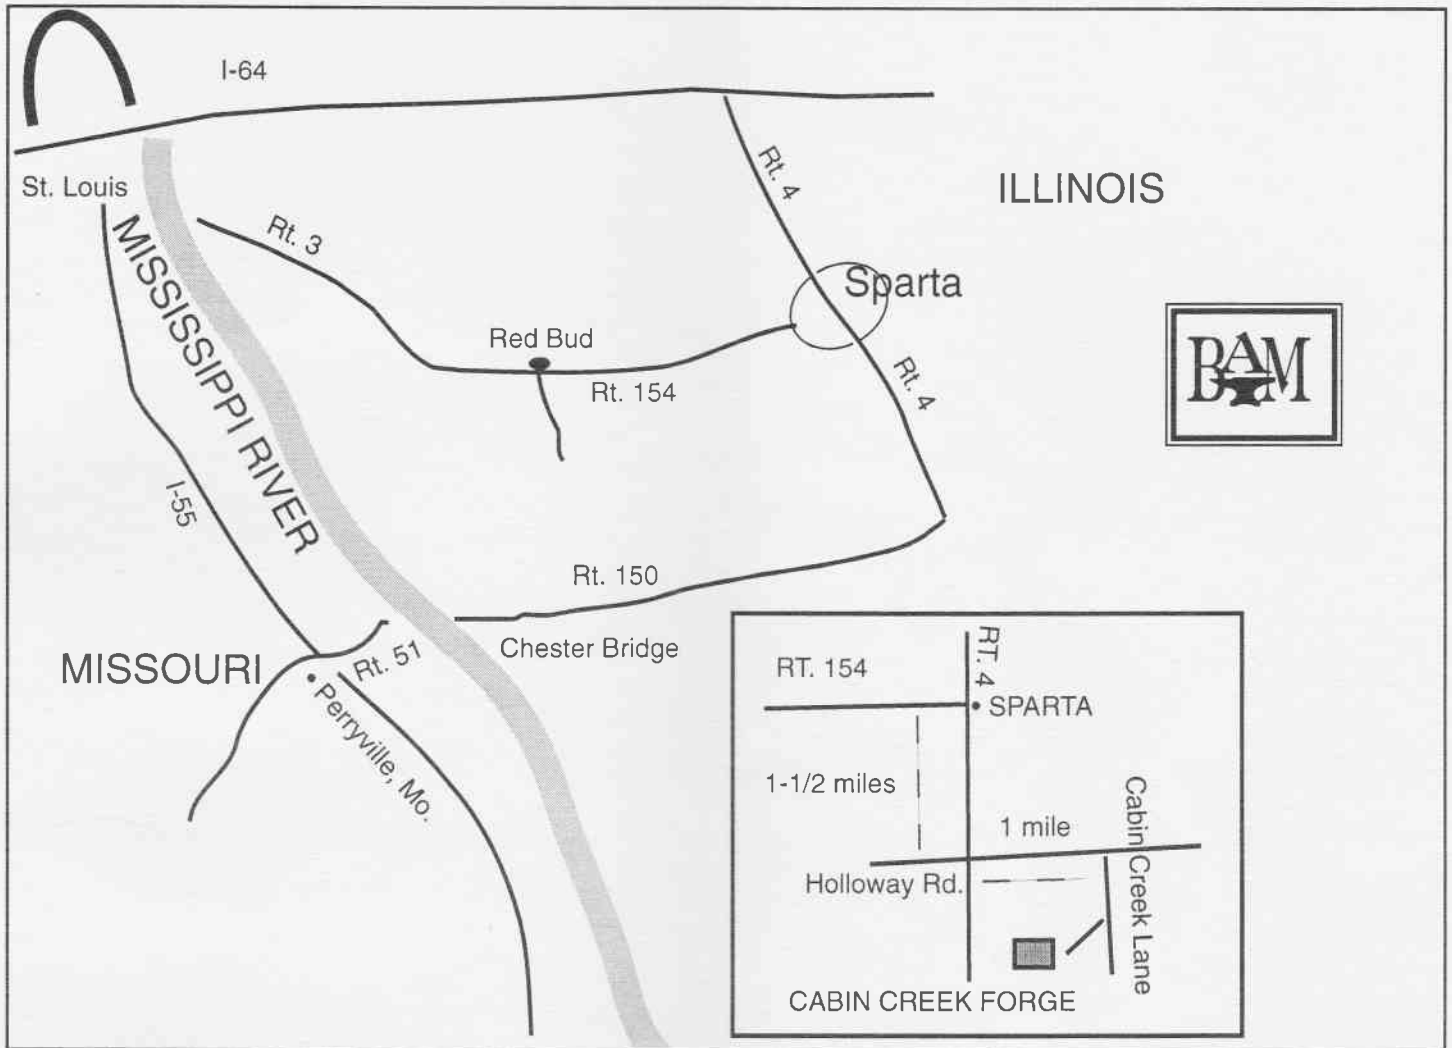 I-64
St. Louis
Rt. 4
ILLINOIS
MISSISSIPPI RIVER
Rt. 3
Sparta
Red Bud
Rt. 154
Rt. 4
BAM
I-55
Rt. 150
MISSOURI
Rt. 51
Chester Bridge
Perryville, Mo.
RT. 154
RT. 4
SPARTA
1-1/2 miles
1 mile
Cabin Creek Lane
Holloway Rd.
CABIN CREEK FORGE